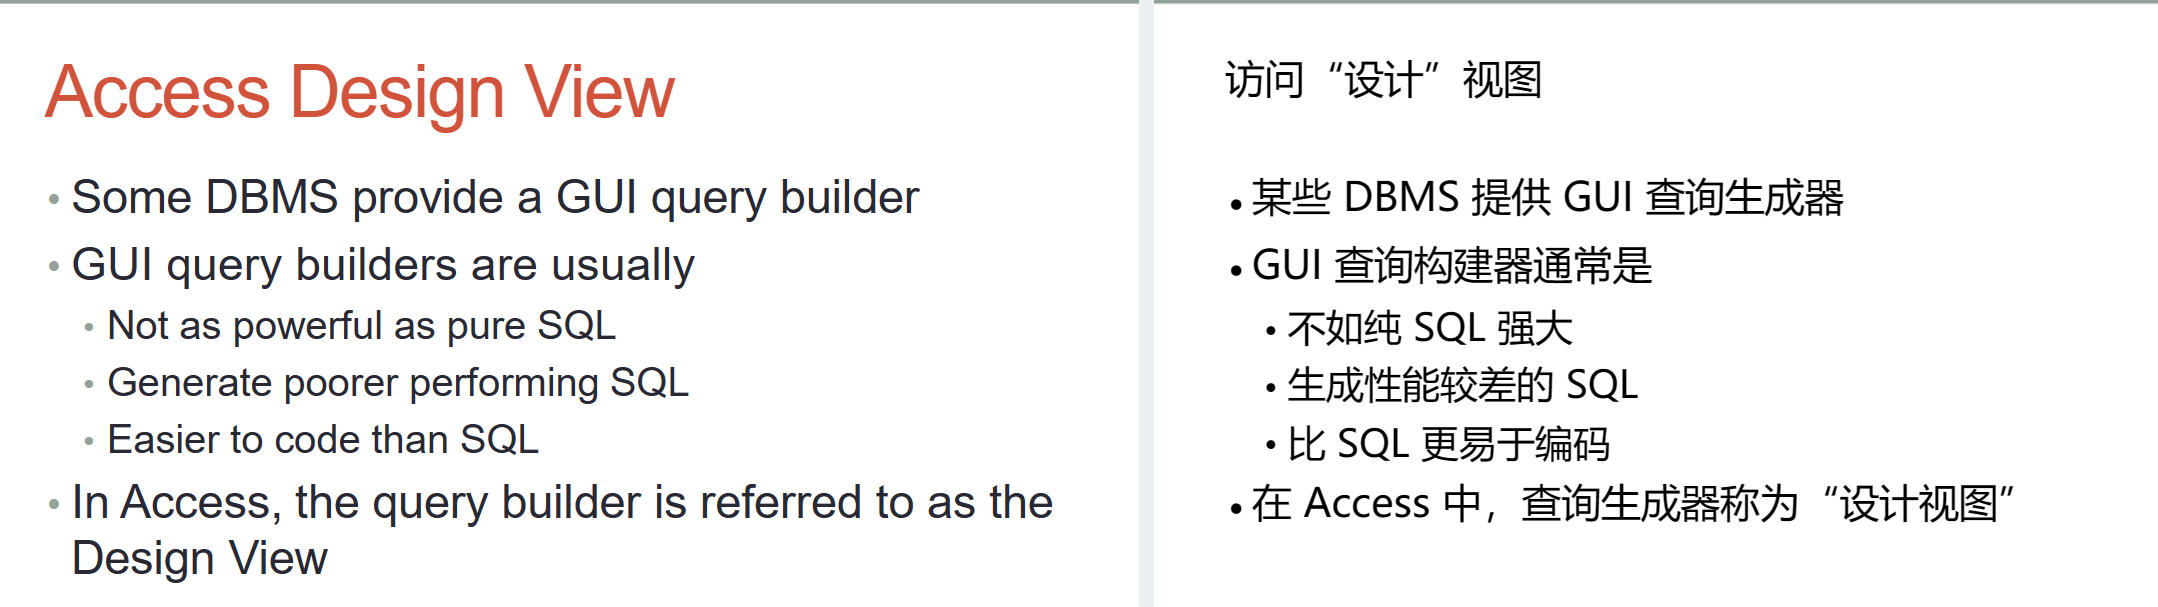 Access Design View
• Some DBMS provide a GUI query builder
• GUI query builders are usually
• Not as powerful as pure SQL
• Generate poorer performing SQL
• Easier to code than SQL
• In Access, the query builder is referred to as the
Design View
访问“设计”视图
• 某些 DBMS 提供 GUI 查询生成器
• GUI 查询构建器通常是
• 不如纯 SQL 强大
• 生成性能较差的 SQL
• 比 SQL 更易于编码
• 在 Access 中，查询生成器称为“设计视图”